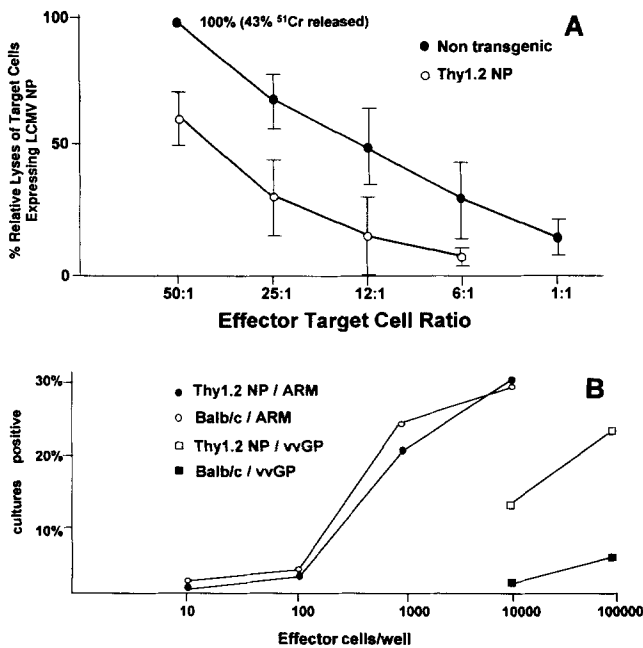 100% (43% ⁵¹Cr released)
A
Non transgenic
Thy1.2 NP
% Relative Lyses of Target Cells
Expressing LCMV NP
100
50
0
50:1
25:1
12:1
6:1
1:1
Effector Target Cell Ratio
B
Thy1.2 NP / ARM
Balb/c / ARM
Thy1.2 NP / vvGP
Balb/c / vvGP
cultures positive
30%
20%
10%
10
100
1000
10000
100000
Effector cells/well